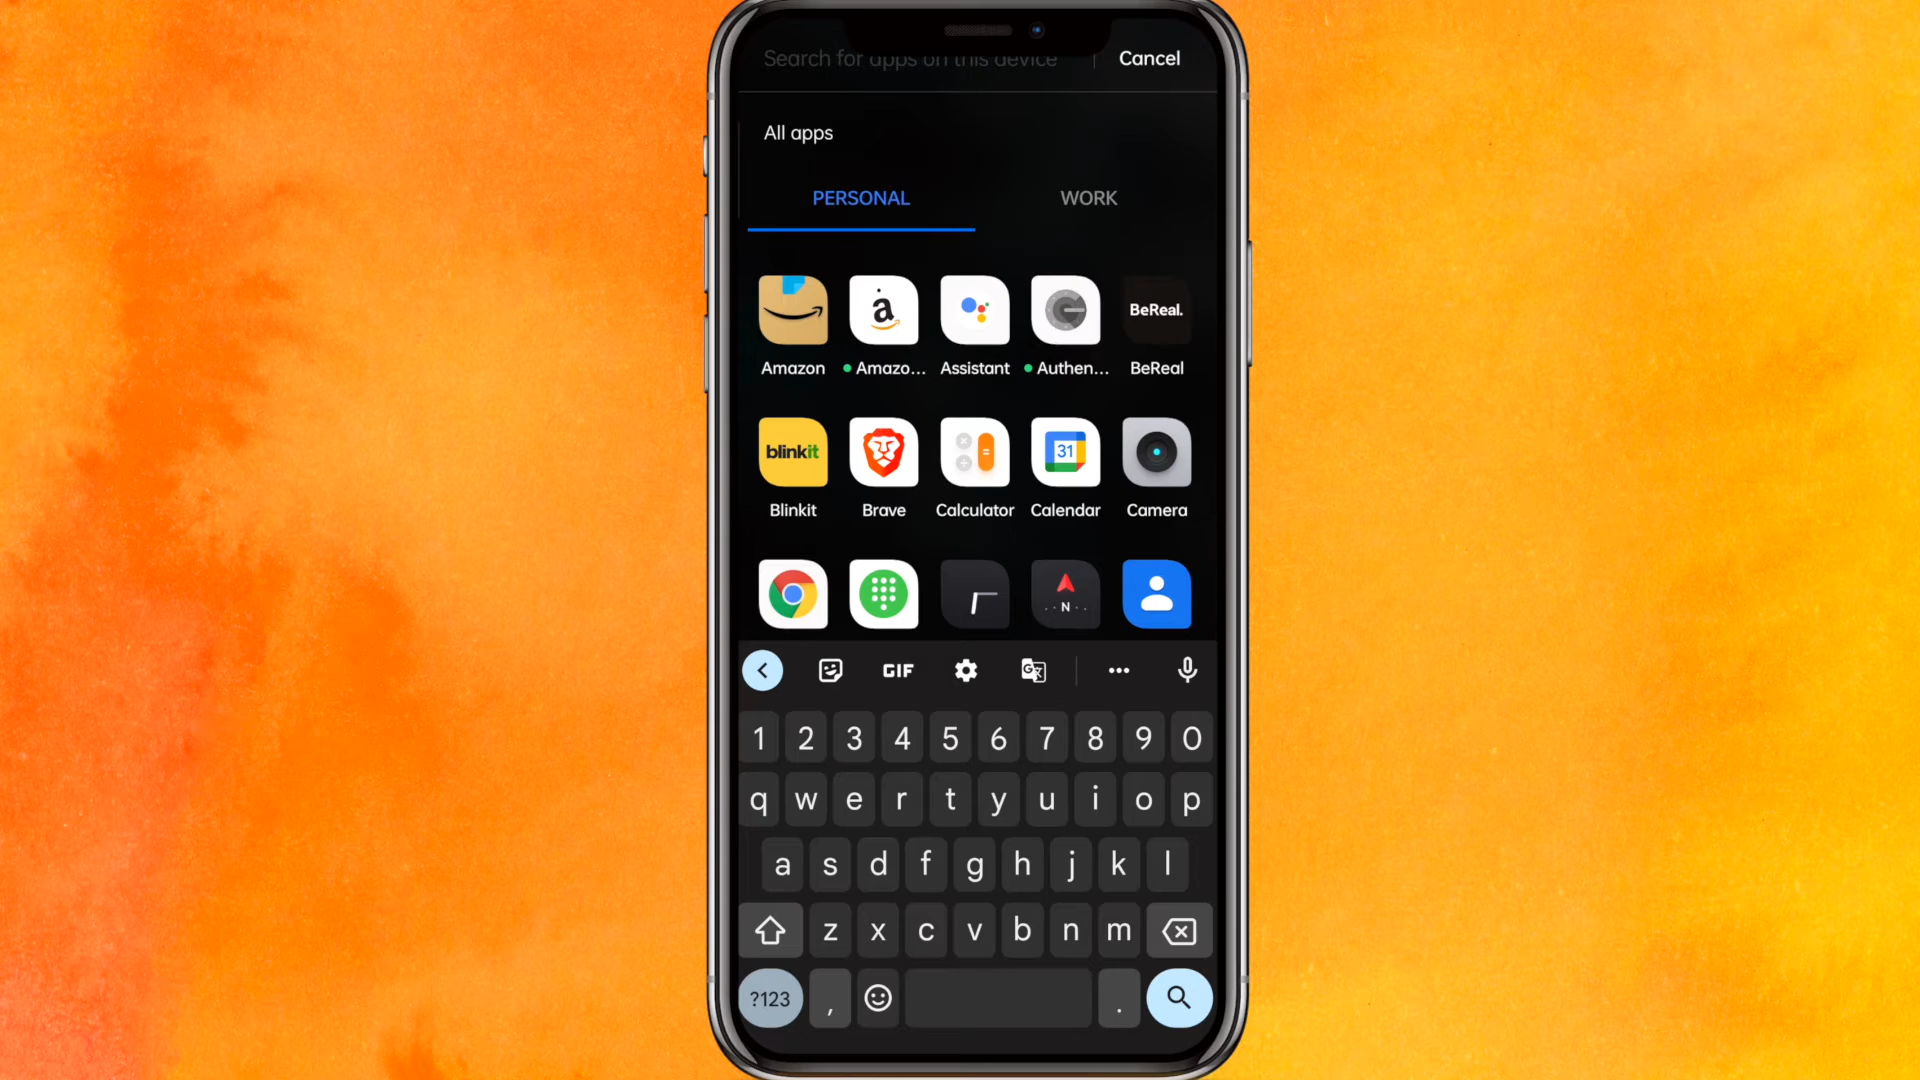 Search for apps on this device Cancel
All apps
PERSONAL WORK
a BeReal.
Amazon Amazo... Assistant Authen... BeReal
blinkit 31
Blinkit Brave Calculator Calendar Camera
N
GIF
1 2 3 4 5 6 7 8 9 0
q w e r t y u i o p
a s d f g h j k l
z x c v b n m
?123 , .